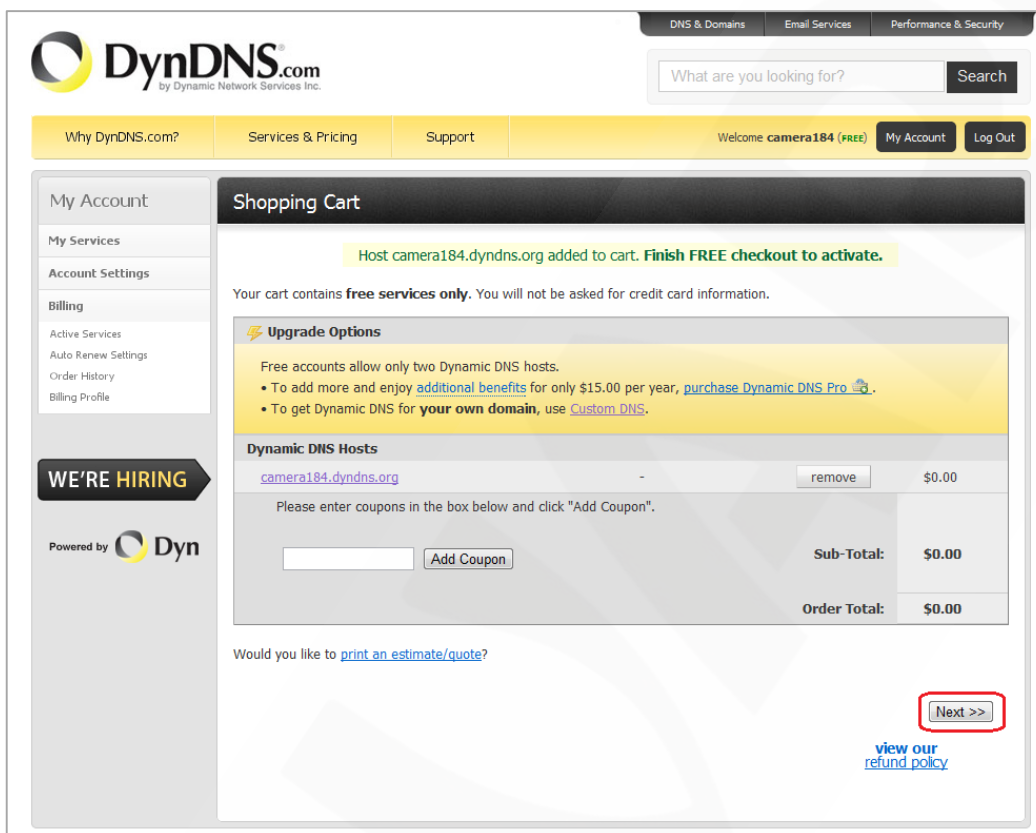 DNS & Domains Email Services Performance & Security
DynDNS.com
by Dynamic Network Services Inc.
What are you looking for? Search
Why DynDNS.com? Services & Pricing Support Welcome camera184 (FREE) My Account Log Out
My Account
My Services
Account Settings
Billing
Active Services
Auto Renew Settings
Order History
Billing Profile
WE'RE HIRING
Powered by Dyn
Shopping Cart
Host camera184.dyndns.org added to cart. Finish FREE checkout to activate.
Your cart contains free services only. You will not be asked for credit card information.
Upgrade Options
Free accounts allow only two Dynamic DNS hosts.
• To add more and enjoy additional benefits for only $15.00 per year, purchase Dynamic DNS Pro .
• To get Dynamic DNS for your own domain, use Custom DNS.
Dynamic DNS Hosts
camera184.dyndns.org - remove $0.00
Please enter coupons in the box below and click "Add Coupon".
Add Coupon Sub-Total: $0.00
Order Total: $0.00
Would you like to print an estimate/quote?
Next >>
view our
refund policy